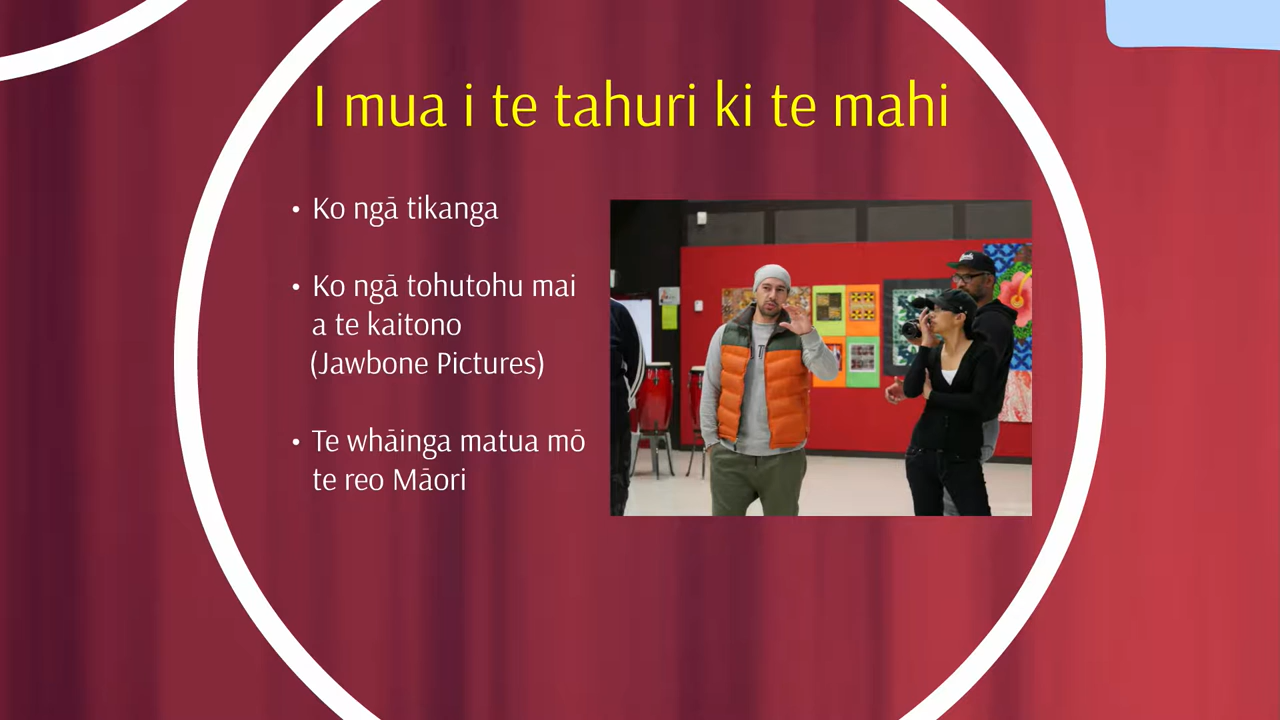 I mua i te tahuri ki te mahi
• Ko ngā tikanga
• Ko ngā tohutohu mai
a te kaitono
(Jawbone Pictures)
• Te whāinga matua mō
te reo Māori